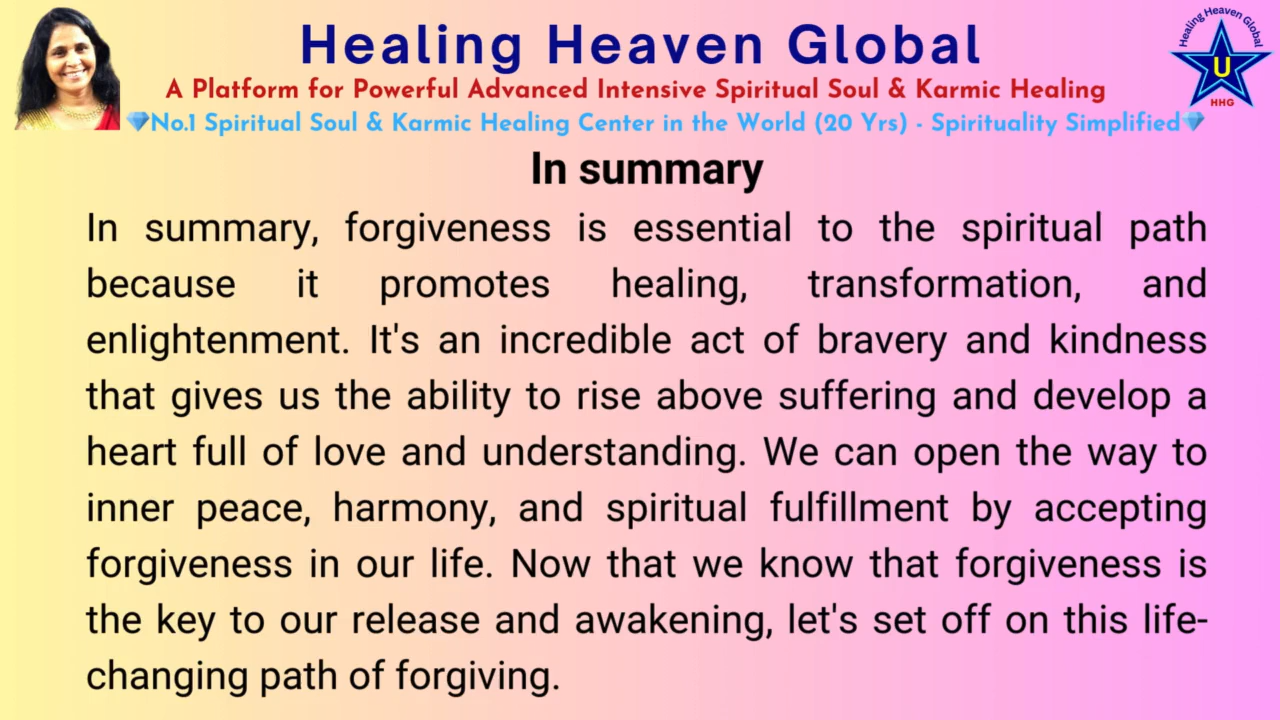 Healing Heaven Global
A Platform for Powerful Advanced Intensive Spiritual Soul & Karmic Healing
💎No.1 Spiritual Soul & Karmic Healing Center in the World (20 Yrs) - Spirituality Simplified💎
Healing Heaven Global
U
HHG
In summary
In summary, forgiveness is essential to the spiritual path
because it promotes healing, transformation, and
enlightenment. It's an incredible act of bravery and kindness
that gives us the ability to rise above suffering and develop a
heart full of love and understanding. We can open the way to
inner peace, harmony, and spiritual fulfillment by accepting
forgiveness in our life. Now that we know that forgiveness is
the key to our release and awakening, let's set off on this life-
changing path of forgiving.